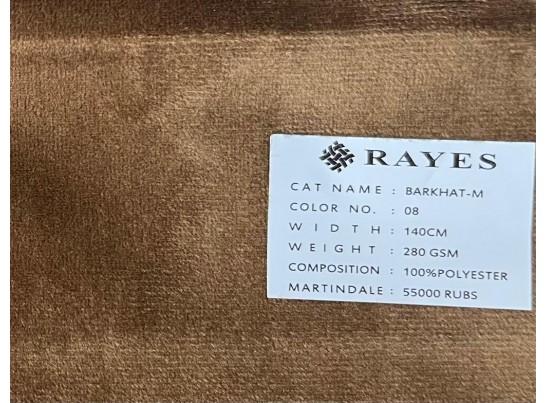 RAYES
CAT NAME : BARKHAT-M
COLOR NO. : 08
WIDTH : 140CM
WEIGHT : 280 GSM
COMPOSITION : 100%POLYESTER
MARTINDALE : 55000 RUBS